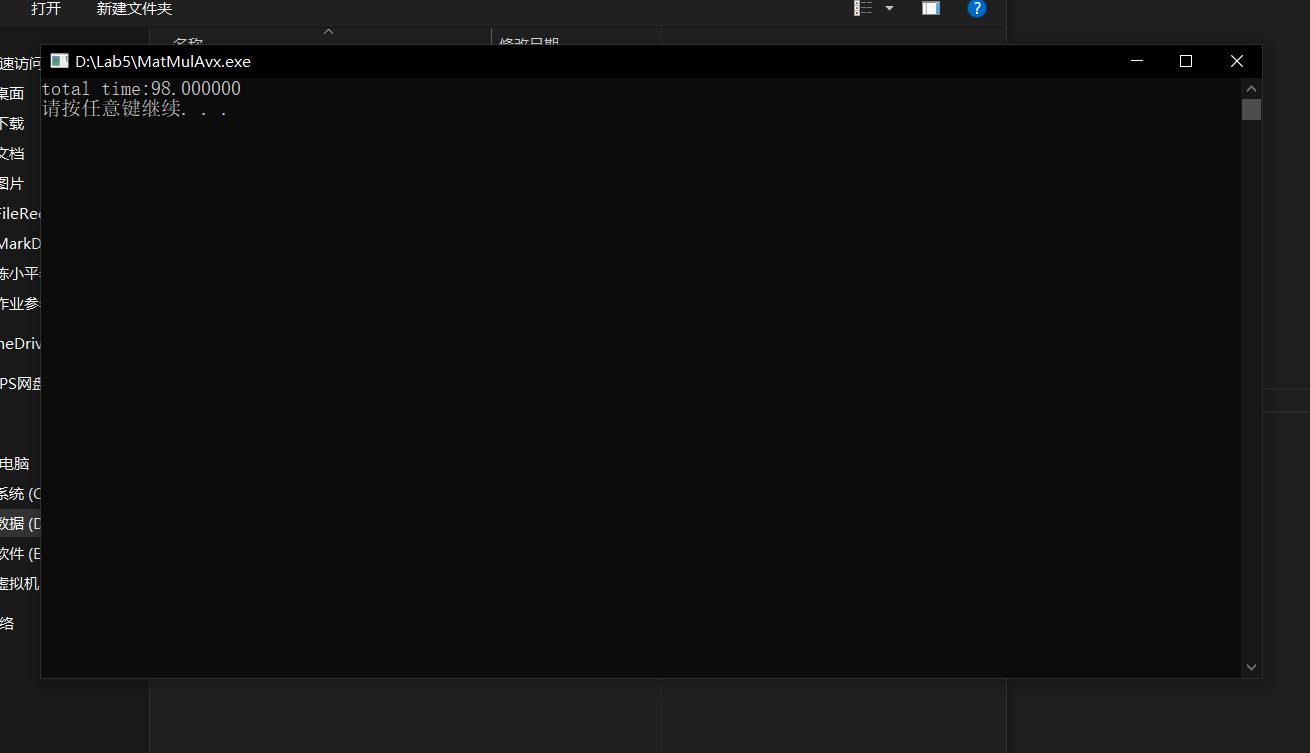 打开 新建文件夹
名称 修改日期
D:\Lab5\MatMulAvx.exe
total time:98.000000
请按任意键继续. . .
速访问
桌面
下载
文档
图片
FileRec
MarkD
作业参
neDriv
PS网盘
电脑
系统 (C
数据 (D
软件 (E
虚拟机
络